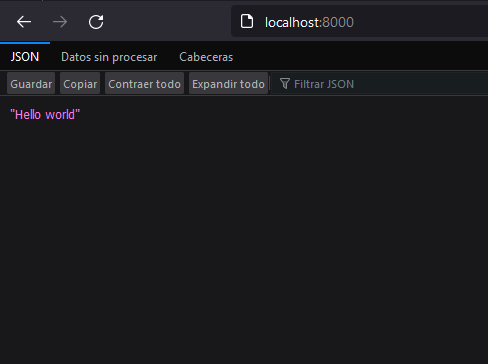 localhost:8000
JSON Datos sin procesar Cabeceras
Guardar Copiar Contraer todo Expandir todo Filtrar JSON
"Hello world"